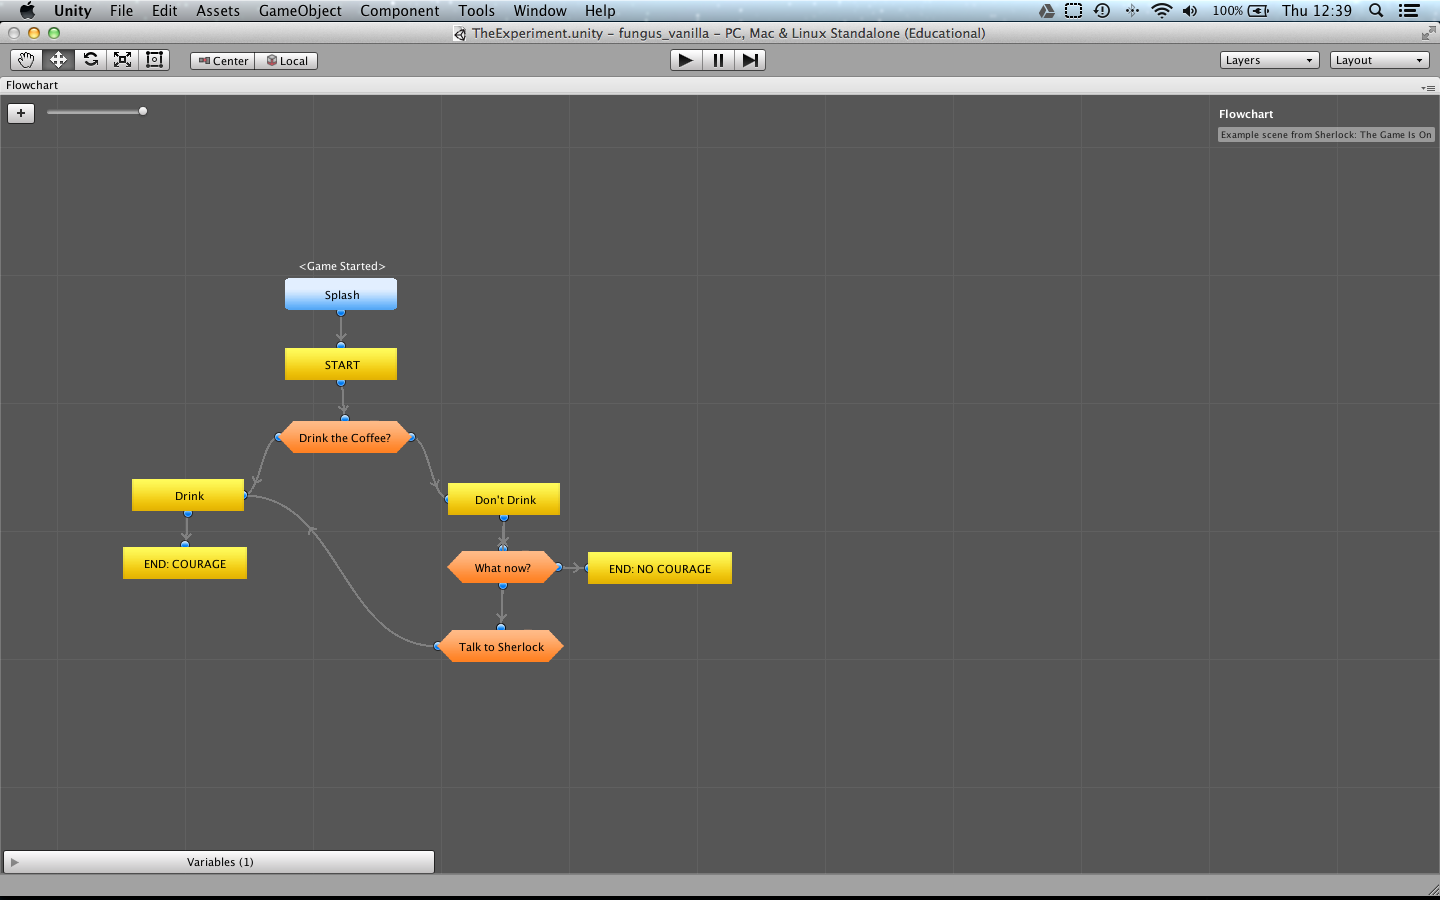 Unity File Edit Assets GameObject Component Tools Window Help 100% Thu 12:39
TheExperiment.unity - fungus_vanilla - PC, Mac & Linux Standalone (Educational)
Center Local Layers Layout
Flowchart
+
Flowchart
Example scene from Sherlock: The Game Is On
<Game Started>
Splash
START
Drink the Coffee?
Drink
Don't Drink
END: COURAGE
What now?
END: NO COURAGE
Talk to Sherlock
Variables (1)